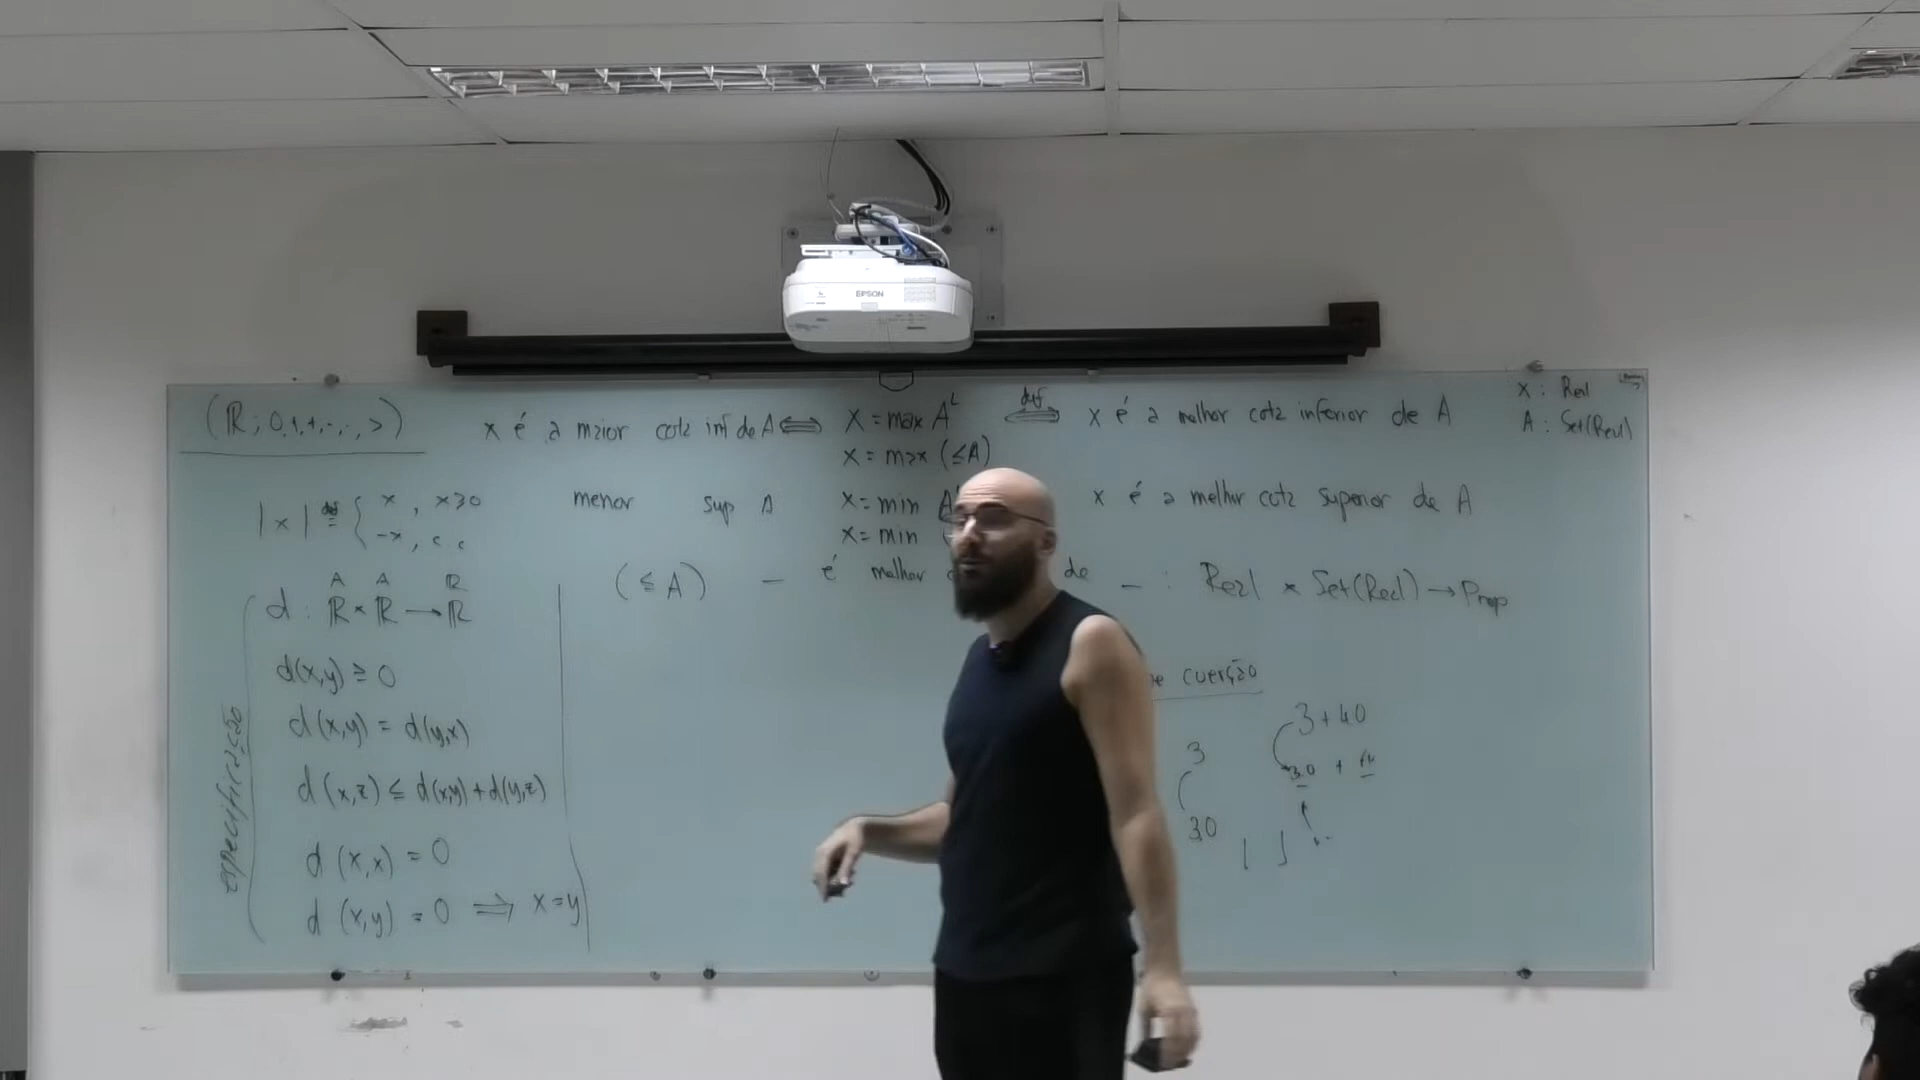 EPSON
(ℝ; 0,1,+,-,·,>)
|x| def= { x , x≥0
-x,
A A ℝ
d : ℝ × ℝ → ℝ
d(x,y) ≥ 0
d(x,y) = d(y,x)
d(x,z) ≤ d(x,y)+d(y,z)
d(x,x) = 0
d(x,y) = 0 ⟹ x=y
especificação
x é a maior cota inf de A ⟺ x = max A^L ⟺def x é a melhor cota inferior de A
x = max (≤A)
menor sup A x = min x é a melhor cota superior de A
x = min
(≤A) _ é melhor de _ : Real × Set(Real) → Prop
x : Real
A : Set(Real)
coerção
3
30
3+40
30 +